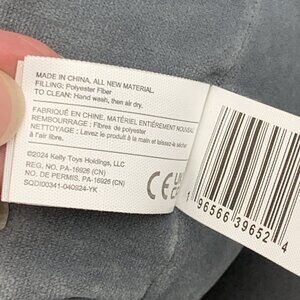 MADE IN CHINA, ALL NEW MATERIAL.
FILLING: Polyester Fiber
TO CLEAN: Hand wash, then air dry.
FABRIQUÉ EN CHINE, MATÉRIEL ENTIÈREMENT NOUVEAU
REMBOURRAGE : Fibres de polyester
NETTOYAGE : Lavez le produit à la main et laissez-le sécher
à l'air libre.
©2024 Kelly Toys Holdings, LLC
REG. NO. PA-16926 (CN)
NO. DE PERMIS. PA-16926 (CN)
SQDI00341-040924-YK
CE
1 96566 39652 4